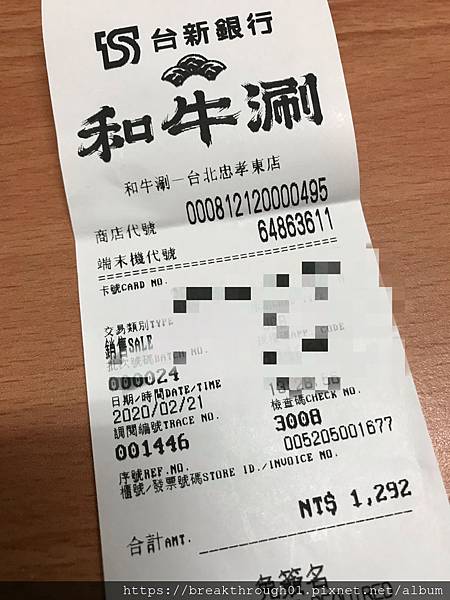 台新銀行
和牛涮
和牛涮－台北忠孝東店
商店代號 000812120000495
端末機代號 64863611
卡號CARD NO.
交易類別TYPE
銷售SALE
批次號碼BATCH NO.
000024
日期/時間DATE/TIME 檢查碼CHECK NO.
2020/02/21 3008
調閱編號TRACE NO. 005205001677
001446
序號REF.NO.
櫃號/發票號碼STORE ID./INVOICE NO.
NT$ 1,292
合計AMT.
免簽名
https://breakthrough01.pixnet.net/album